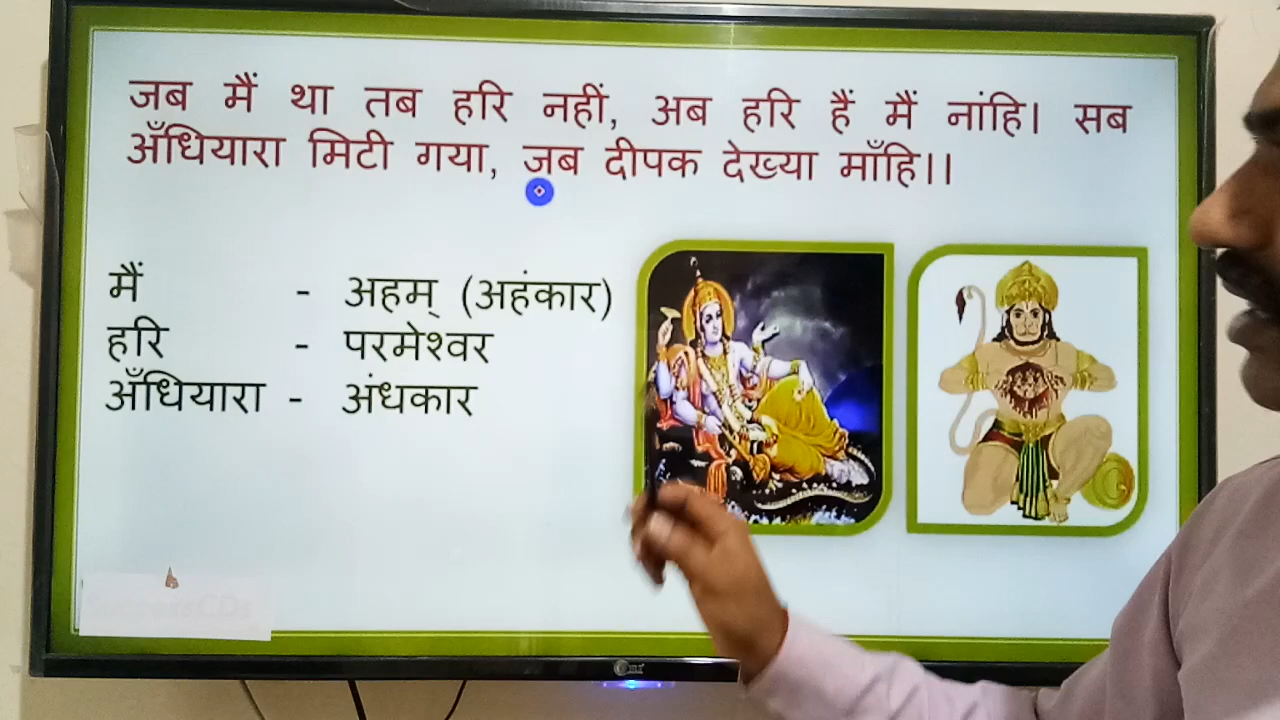 जब मैं था तब हरि नहीं, अब हरि हैं मैं नांहि। सब
अँधियारा मिटी गया, जब दीपक देख्या माँहि।।
मैं - अहम् (अहंकार)
हरि - परमेश्वर
अँधियारा - अंधकार